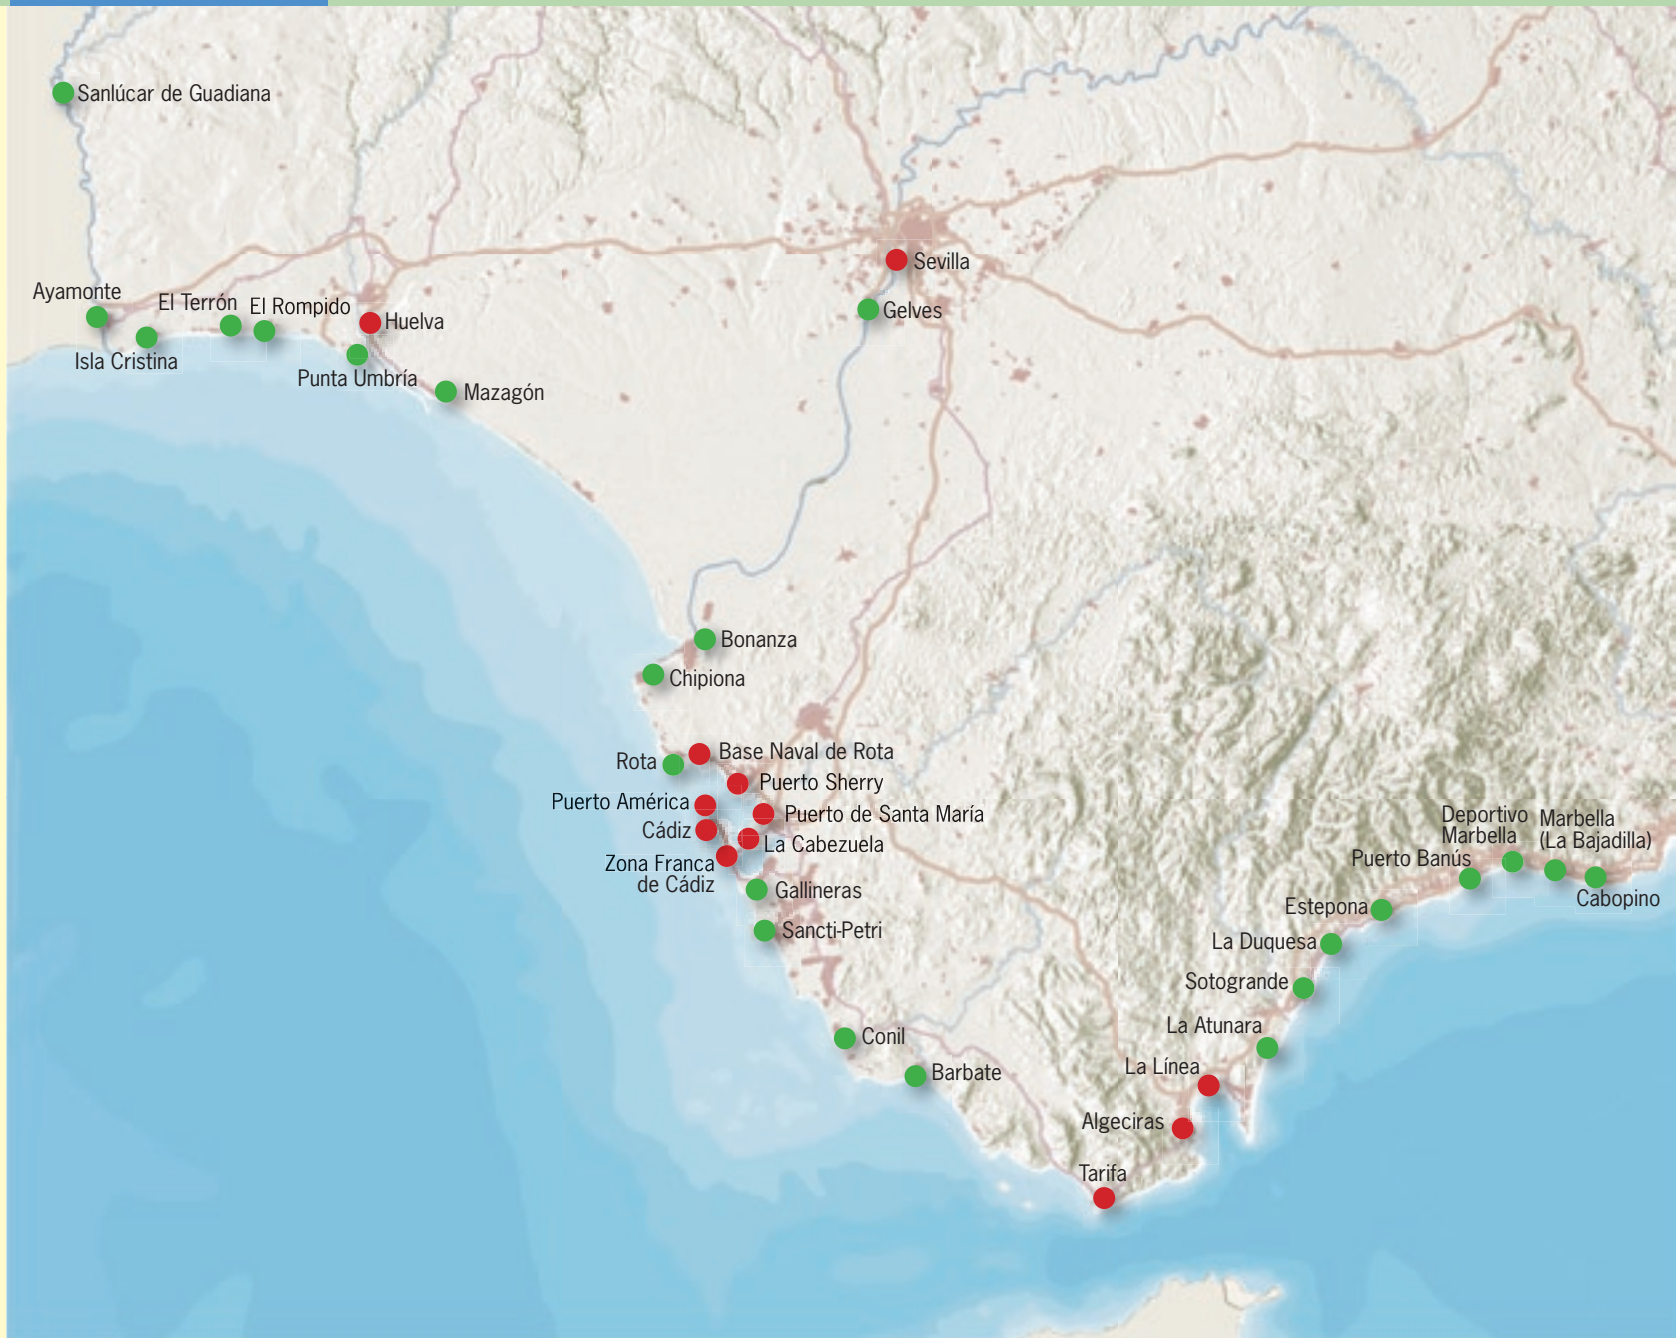 Sanlúcar de Guadiana
Sevilla
Ayamonte
El Terrón
El Rompido
Gelves
Huelva
Isla Cristina
Punta Umbría
Mazagón
Bonanza
Chipiona
Base Naval de Rota
Rota
Puerto Sherry
Puerto América
Puerto de Santa María
Cádiz
La Cabezuela
Zona Franca
de Cádiz
Gallineras
Sancti-Petri
Deportivo
Marbella
Marbella
(La Bajadilla)
Puerto Banús
Cabopino
Estepona
La Duquesa
Sotogrande
La Atunara
Conil
La Línea
Barbate
Algeciras
Tarifa